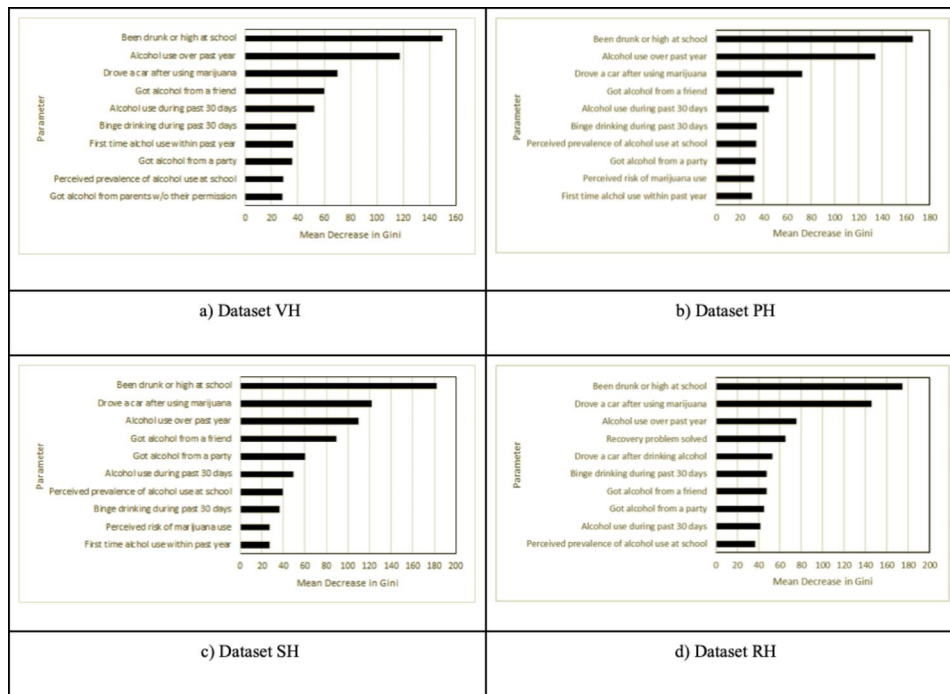 Parameter
Been drunk or high at school
Alcohol use over past year
Drove a car after using marijuana
Got alcohol from a friend
Alcohol use during past 30 days
Binge drinking during past 30 days
First time alchol use within past year
Got alcohol from a party
Perceived prevalence of alcohol use at school
Got alcohol from parents w/o their permission
0 20 40 60 80 100 120 140 160
Mean Decrease in Gini
a) Dataset VH
Parameter
Been drunk or high at school
Alcohol use over past year
Drove a car after using marijuana
Got alcohol from a friend
Alcohol use during past 30 days
Binge drinking during past 30 days
Perceived prevalence of alcohol use at school
Got alcohol from a party
Perceived risk of marijuana use
First time alchol use within past year
0 20 40 60 80 100 120 140 160 180
Mean Decrease in Gini
b) Dataset PH
Parameter
Been drunk or high at school
Drove a car after using marijuana
Alcohol use over past year
Got alcohol from a friend
Got alcohol from a party
Alcohol use during past 30 days
Perceived prevalence of alcohol use at school
Binge drinking during past 30 days
Perceived risk of marijuana use
First time alchol use within past year
0 20 40 60 80 100 120 140 160 180 200
Mean Decrease in Gini
c) Dataset SH
Parameter
Been drunk or high at school
Drove a car after using marijuana
Alcohol use over past year
Recovery problem solved
Drove a car after drinking alcohol
Binge drinking during past 30 days
Got alcohol from a friend
Got alcohol from a party
Alcohol use during past 30 days
Perceived prevalence of alcohol use at school
0 20 40 60 80 100 120 140 160 180 200
Mean Decrease in Gini
d) Dataset RH